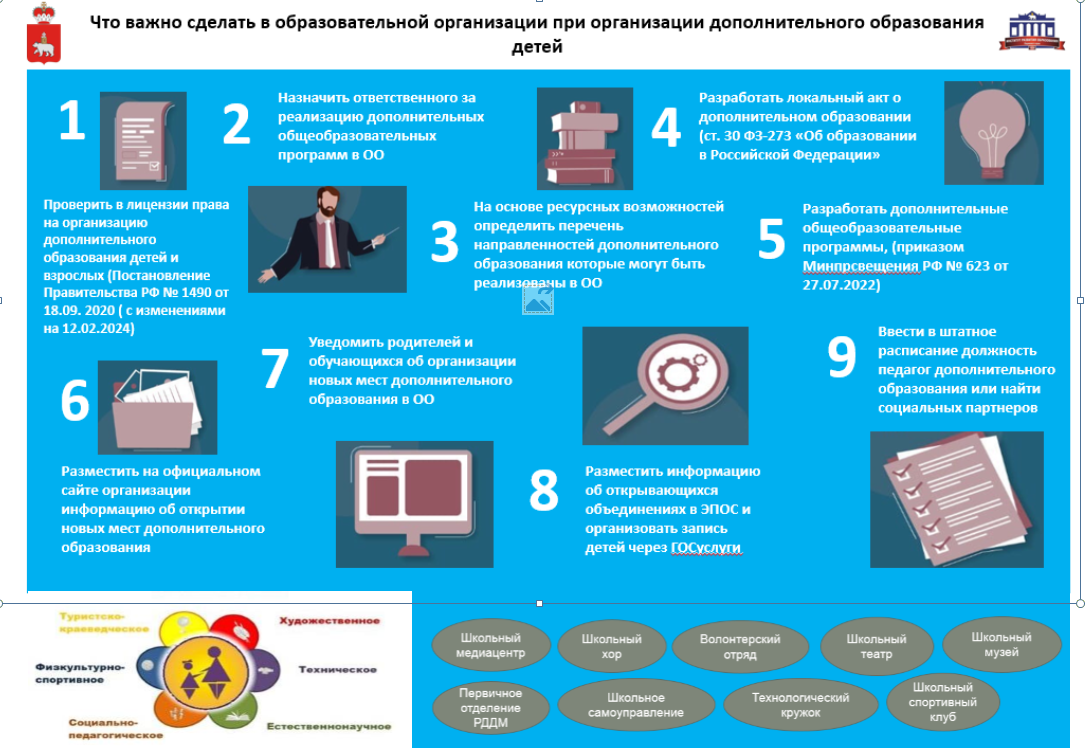 Что важно сделать в образовательной организации при организации дополнительного образования
детей
1
Проверить в лицензии права
на организацию
дополнительного
образования детей и
взрослых (Постановление
Правительства РФ № 1490 от
18.09. 2020 ( с изменениями
на 12.02.2024)
2
Назначить ответственного за
реализацию дополнительных
общеобразовательных
программ в ОО
3
На основе ресурсных возможностей
определить перечень
направленностей дополнительного
образования которые могут быть
реализованы в ОО
4
Разработать локальный акт о
дополнительном образовании
(ст. 30 ФЗ-273 «Об образовании
в Российской Федерации»
5
Разработать дополнительные
общеобразовательные
программы, (приказом
Минпрсвещения РФ № 623 от
27.07.2022)
6
Разместить на официальном
сайте организации
информацию об открытии
новых мест дополнительного
образования
7
Уведомить родителей и
обучающихся об организации
новых мест дополнительного
образования в ОО
8
Разместить информацию
об открывающихся
объединениях в ЭПОС и
организовать запись
детей через ГОСуслуги
9
Ввести в штатное
расписание должность
педагог дополнительного
образования или найти
социальных партнеров
Туристско-
краеведческое
Художественное
Физкультурно-
спортивное
Техническое
Социально-
педагогическое
Естественнонаучное
Школьный
медиацентр
Школьный
хор
Волонтерский
отряд
Школьный
театр
Школьный
музей
Первичное
отделение
РДДМ
Школьное
самоуправление
Технологический
кружок
Школьный
спортивный
клуб